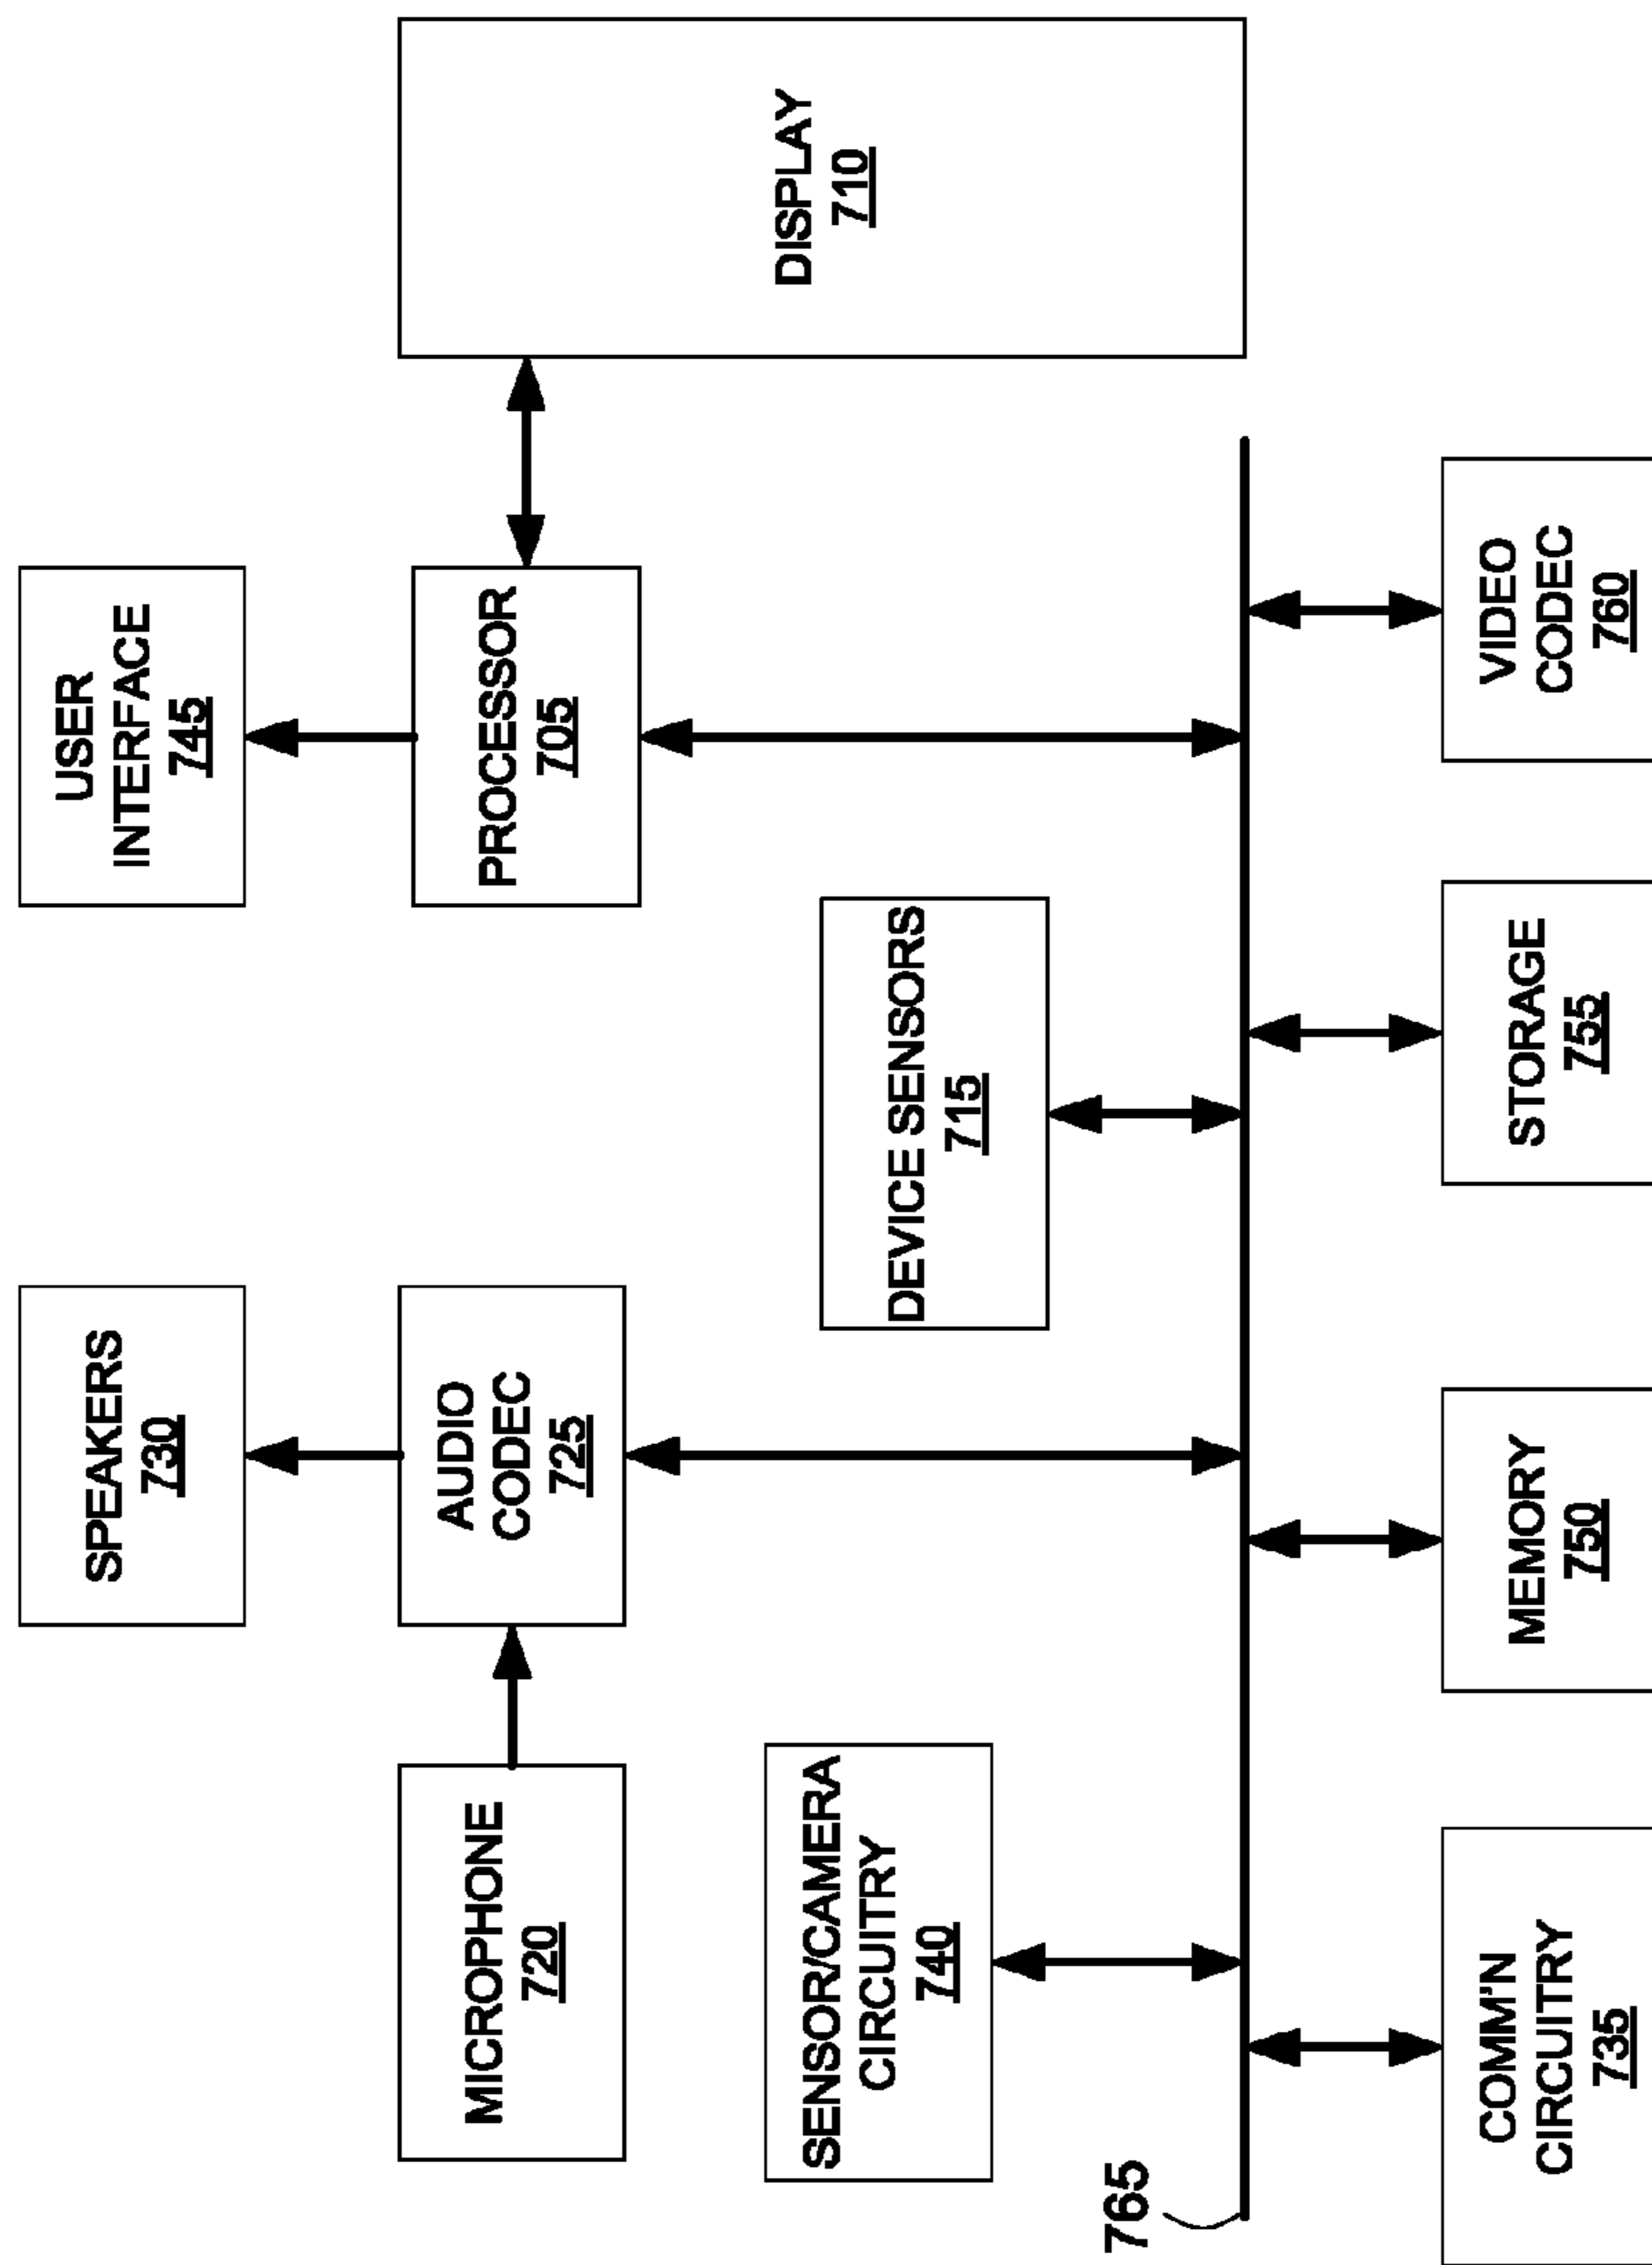 SPEAKERS
730
USER
INTERFACE
745
MICROPHONE
720
AUDIO
CODEC
725
PROCESSOR
705
DISPLAY
710
SENSOR/CAMERA
CIRCUITRY
740
DEVICE SENSORS
715
765
COMM'N
CIRCUITRY
735
MEMORY
750
STORAGE
755
VIDEO
CODEC
760